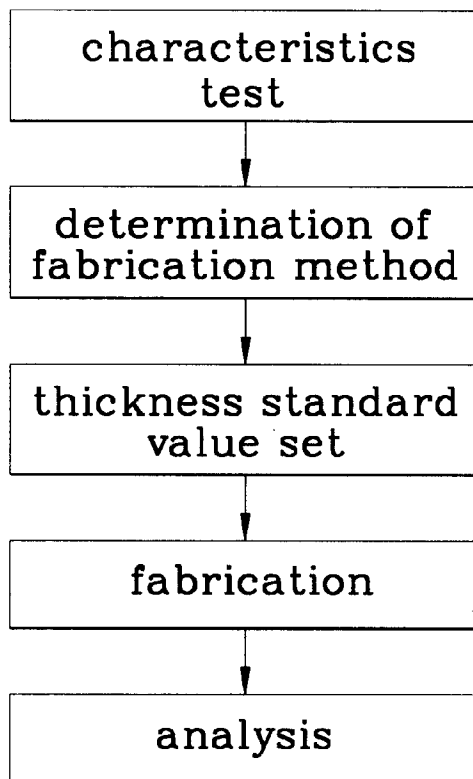 characteristics
test
determination of
fabrication method
thickness standard
value set
fabrication
analysis